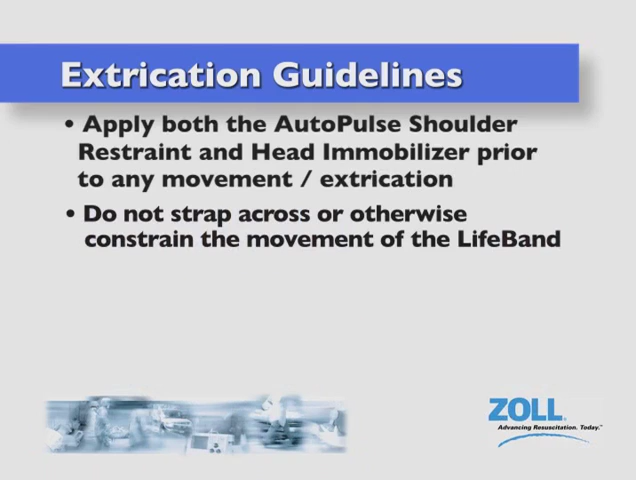 Extrication Guidelines
• Apply both the AutoPulse Shoulder
Restraint and Head Immobilizer prior
to any movement / extrication
• Do not strap across or otherwise
constrain the movement of the LifeBand
ZOLL®
Advancing Resuscitation. Today.™